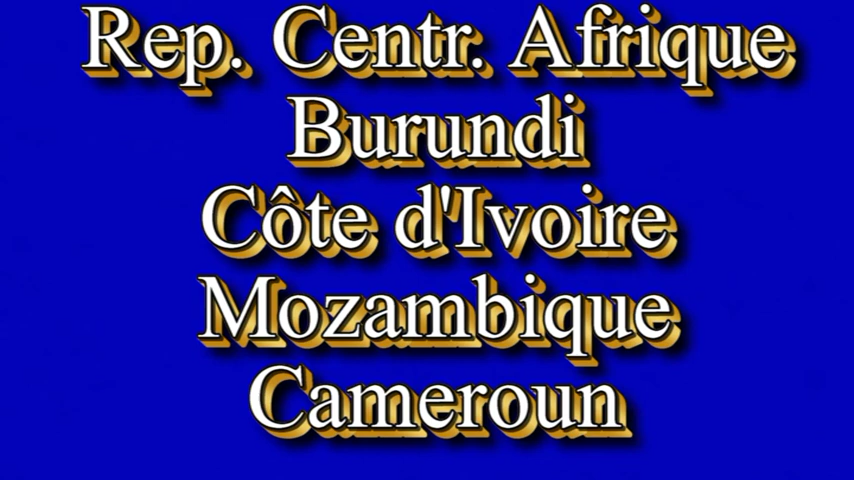 Rep. Centr. Afrique
Burundi
Côte d'Ivoire
Mozambique
Cameroun